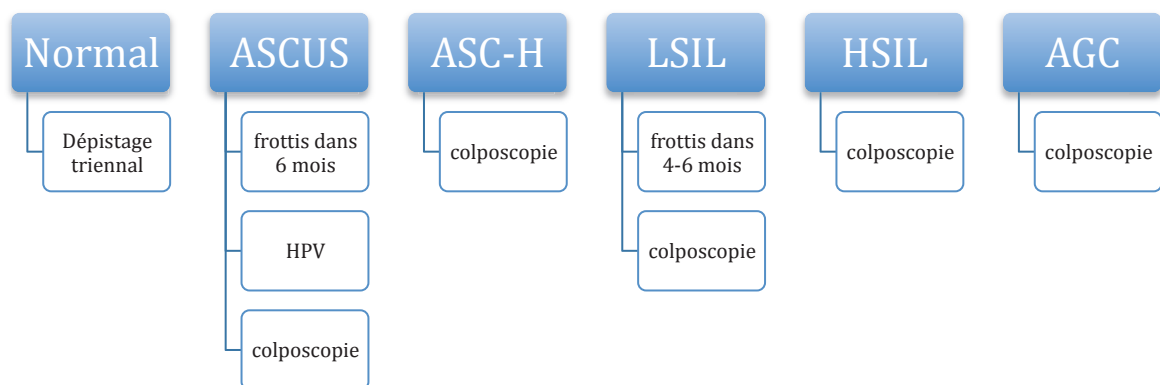 Normal
Dépistage
triennal
ASCUS
frottis dans
6 mois
HPV
colposcopie
ASC-H
colposcopie
LSIL
frottis dans
4-6 mois
colposcopie
HSIL
colposcopie
AGC
colposcopie